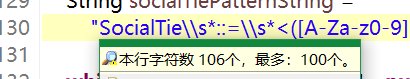 String socialTiePatternString =
130 "SocialTie\\s*::=\\s*<([A-Za-z0-9]
131 本行字符数 106个，最多：100个。
132